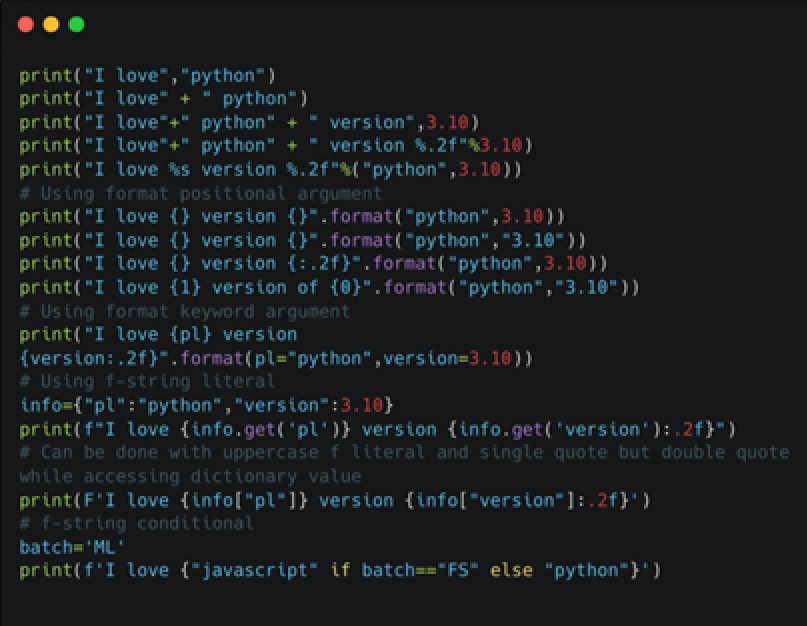 print("I love","python")
print("I love" + " python")
print("I love"+" python" + " version",3.10)
print("I love"+" python" + " version %.2f"%3.10)
print("I love %s version %.2f"%("python",3.10))
# Using format positional argument
print("I love {} version {}".format("python",3.10))
print("I love {} version {}".format("python","3.10"))
print("I love {} version {:.2f}".format("python",3.10))
print("I love {1} version of {0}".format("python","3.10"))
# Using format keyword argument
print("I love {pl} version
{version:.2f}".format(pl="python",version=3.10))
# Using f-string literal
info={"pl":"python","version":3.10}
print(f"I love {info.get('pl')} version {info.get('version'):.2f}")
# Can be done with uppercase f literal and single quote but double quote
while accessing dictionary value
print(F'I love {info["pl"]} version {info["version"]:.2f}')
# f-string conditional
batch='ML'
print(f'I love {"javascript" if batch=="FS" else "python"}')